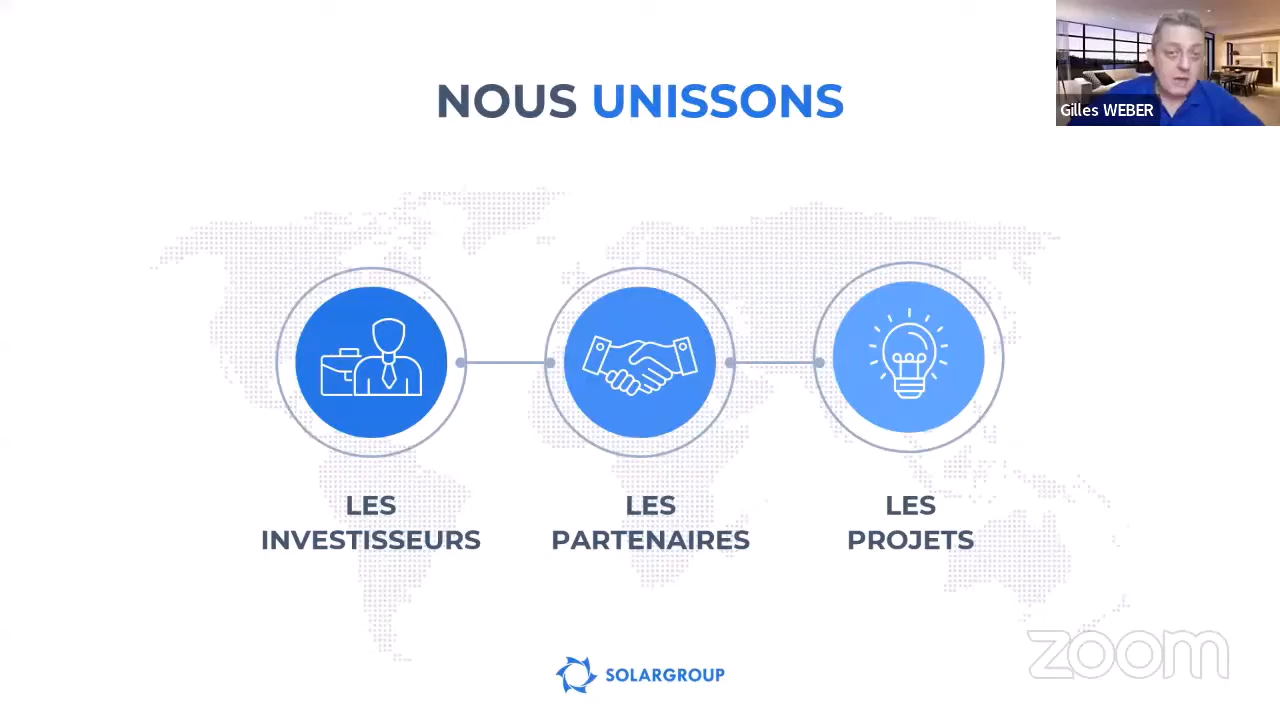 NOUS UNISSONS
Gilles WEBER
LES
INVESTISSEURS
LES
PARTENAIRES
LES
PROJETS
SOLARGROUP
zoom